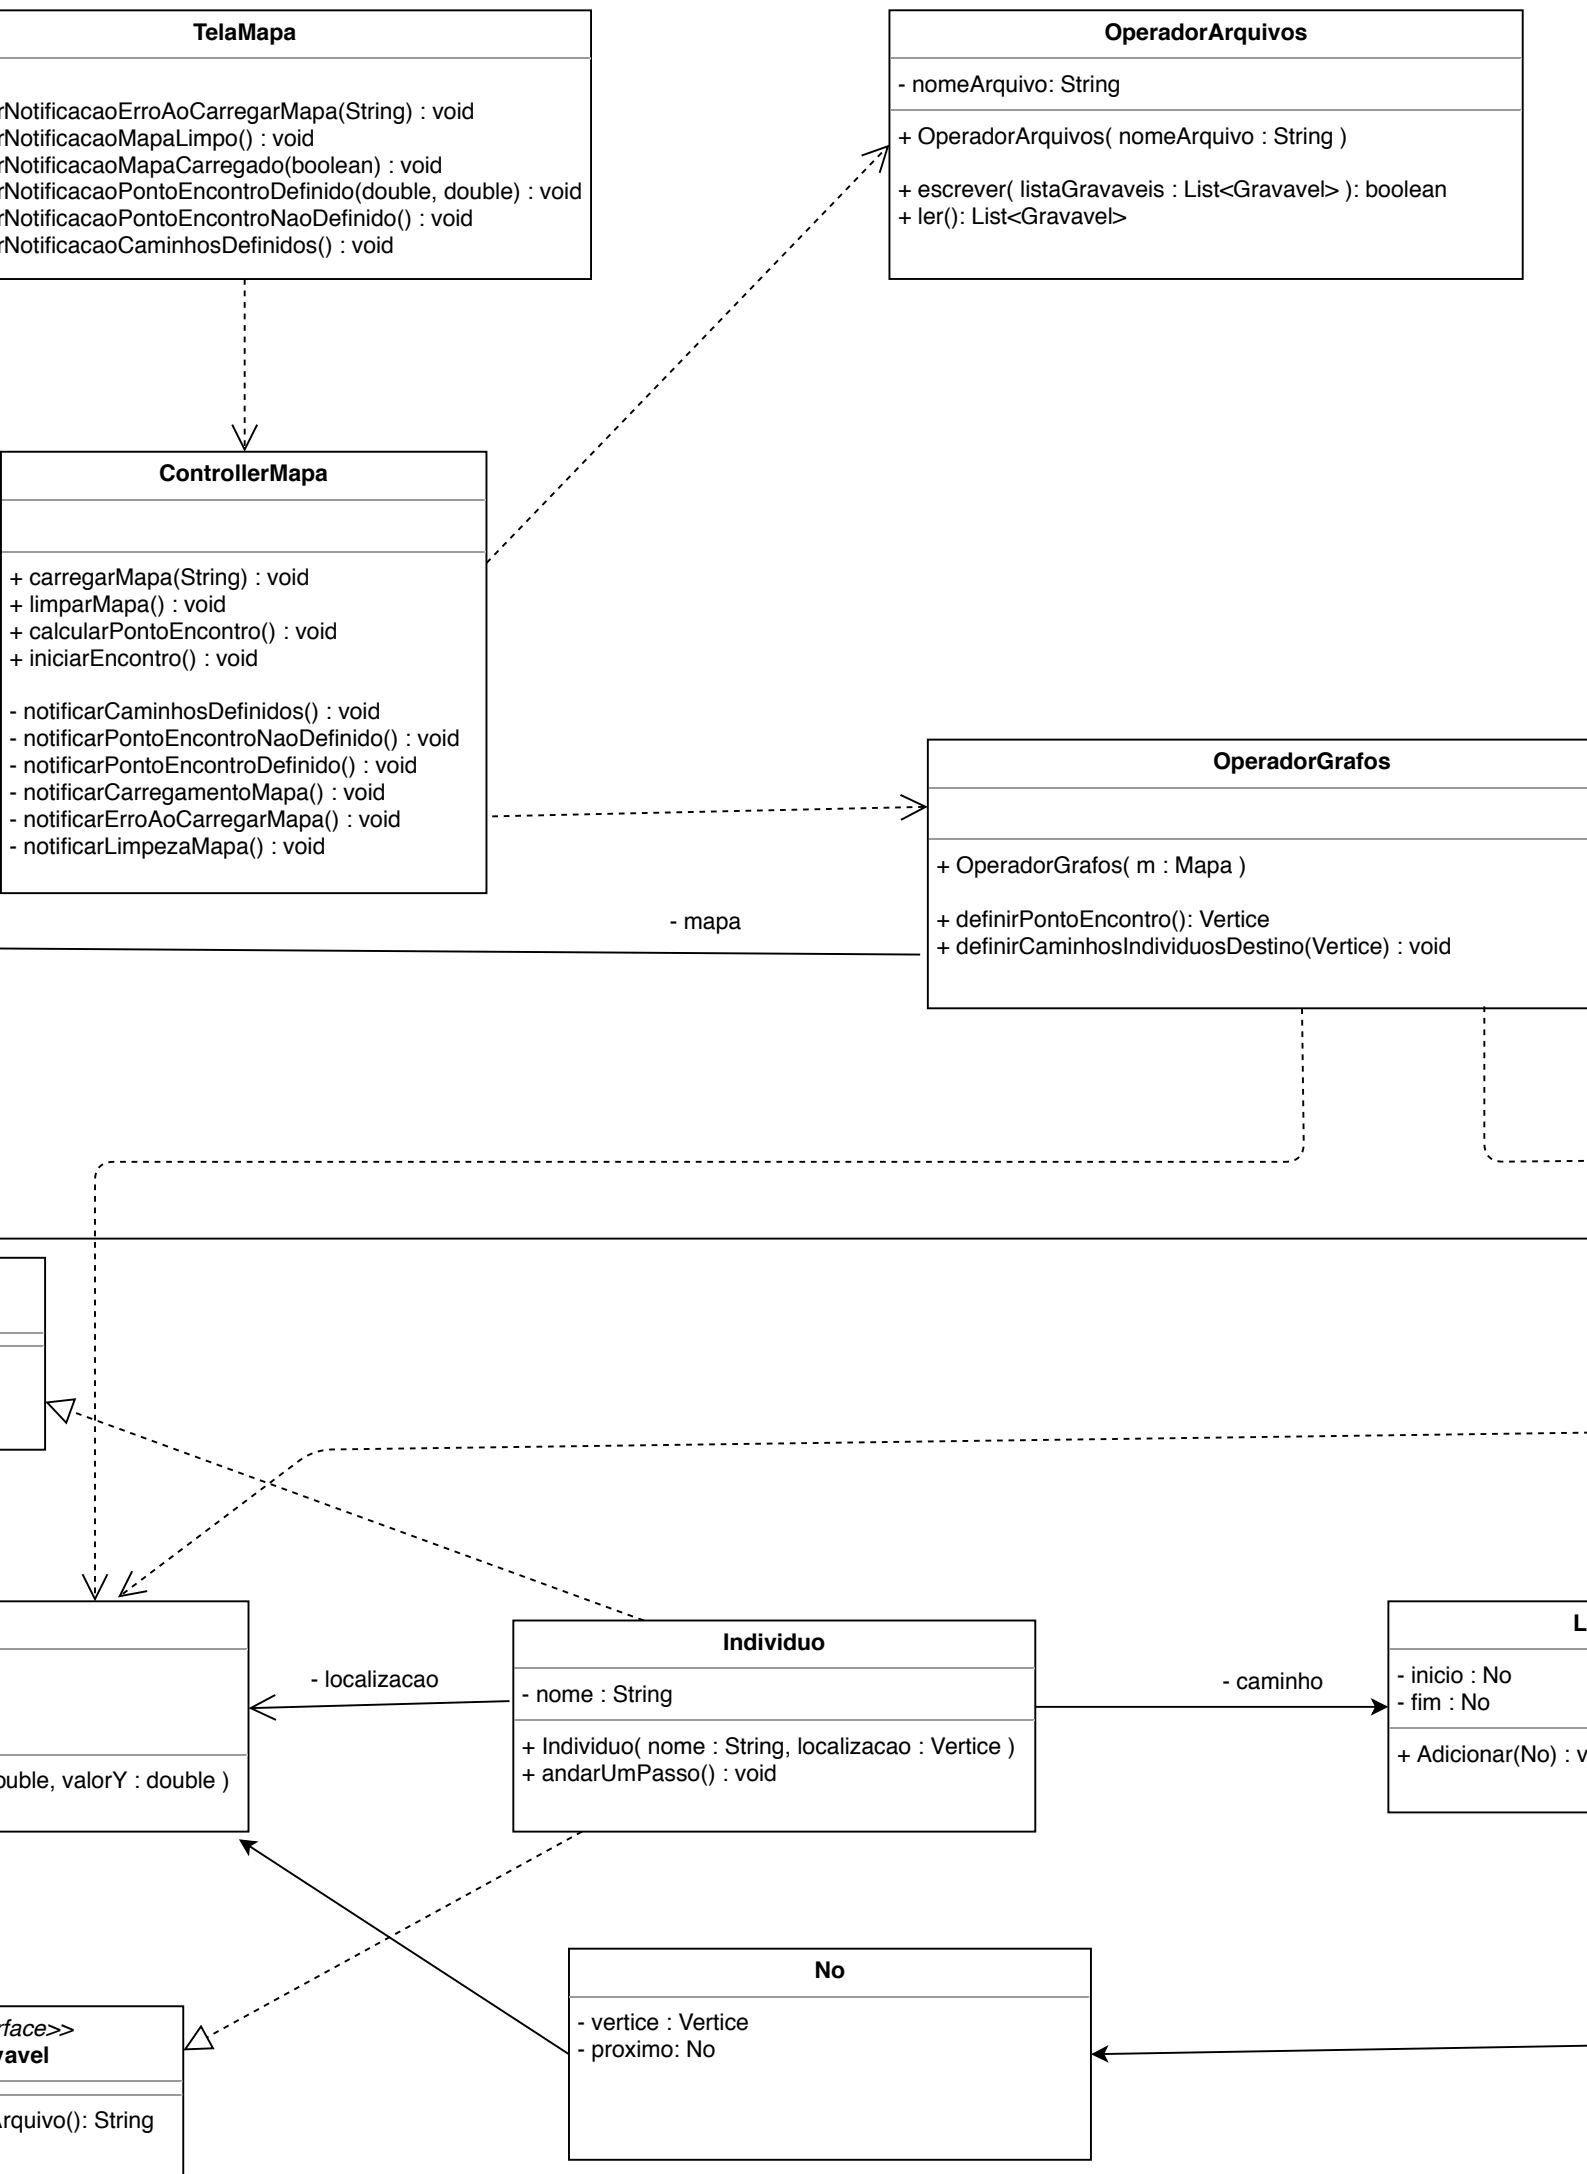 TelaMapa
rNotificacaoErroAoCarregarMapa(String) : void
rNotificacaoMapaLimpo() : void
rNotificacaoMapaCarregado(boolean) : void
rNotificacaoPontoEncontroDefinido(double, double) : void
rNotificacaoPontoEncontroNaoDefinido() : void
rNotificacaoCaminhosDefinidos() : void
OperadorArquivos
- nomeArquivo: String
+ OperadorArquivos( nomeArquivo : String )
+ escrever( listaGravaveis : List<Gravavel> ): boolean
+ ler(): List<Gravavel>
ControllerMapa
+ carregarMapa(String) : void
+ limparMapa() : void
+ calcularPontoEncontro() : void
+ iniciarEncontro() : void
- notificarCaminhosDefinidos() : void
- notificarPontoEncontroNaoDefinido() : void
- notificarPontoEncontroDefinido() : void
- notificarCarregamentoMapa() : void
- notificarErroAoCarregarMapa() : void
- notificarLimpezaMapa() : void
OperadorGrafos
+ OperadorGrafos( m : Mapa )
+ definirPontoEncontro(): Vertice
+ definirCaminhosIndividuosDestino(Vertice) : void
- mapa
- localizacao
ouble, valorY : double )
Individuo
- nome : String
+ Individuo( nome : String, localizacao : Vertice )
+ andarUmPasso() : void
- caminho
L
- inicio : No
- fim : No
+ Adicionar(No) : v
No
- vertice : Vertice
- proximo: No
rface>>
vavel
Arquivo(): String